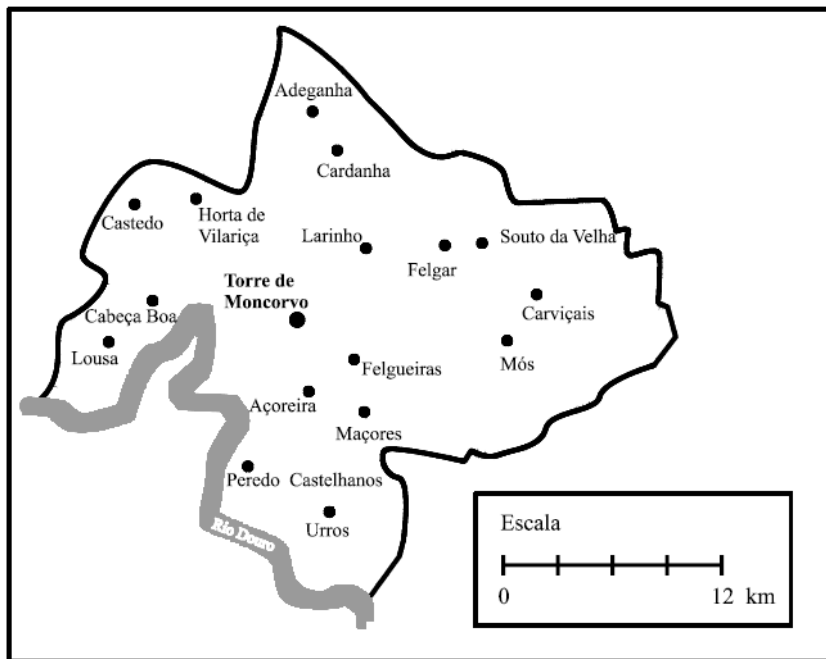 Adeganha
Cardanha
Castedo
Horta de
Vilariça
Larinho
Felgar
Souto da Velha
Torre de
Moncorvo
Cabeça Boa
Carviçais
Lousa
Mós
Felgueiras
Açoreira
Maçores
Peredo Castelhanos
Urros
Rio Douro
Escala
0 12 km